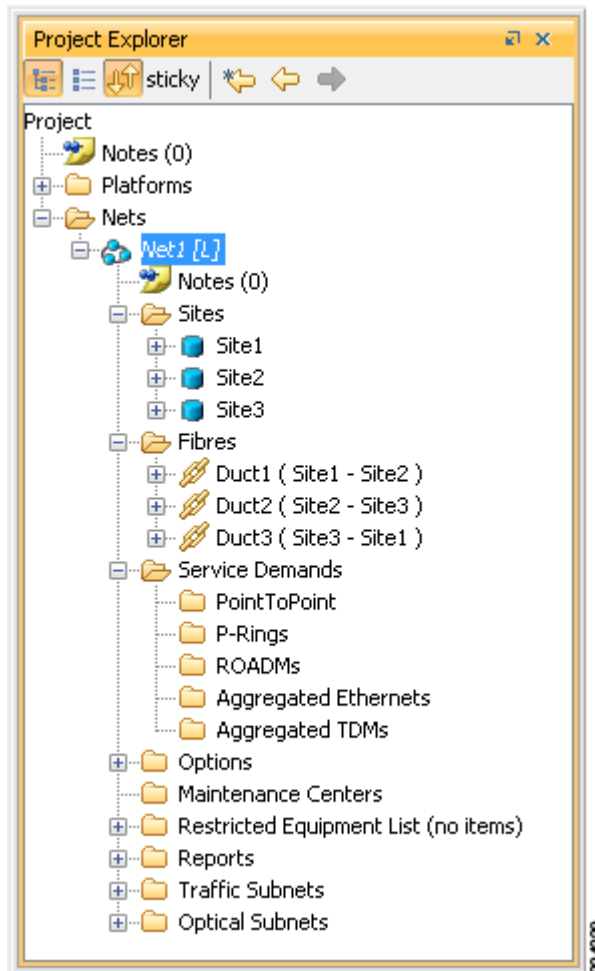 Project Explorer
sticky
Project
Notes (0)
Platforms
Nets
Net1 [L]
Notes (0)
Sites
Site1
Site2
Site3
Fibres
Duct1 ( Site1 - Site2 )
Duct2 ( Site2 - Site3 )
Duct3 ( Site3 - Site1 )
Service Demands
PointToPoint
P-Rings
ROADMs
Aggregated Ethernets
Aggregated TDMs
Options
Maintenance Centers
Restricted Equipment List (no items)
Reports
Traffic Subnets
Optical Subnets